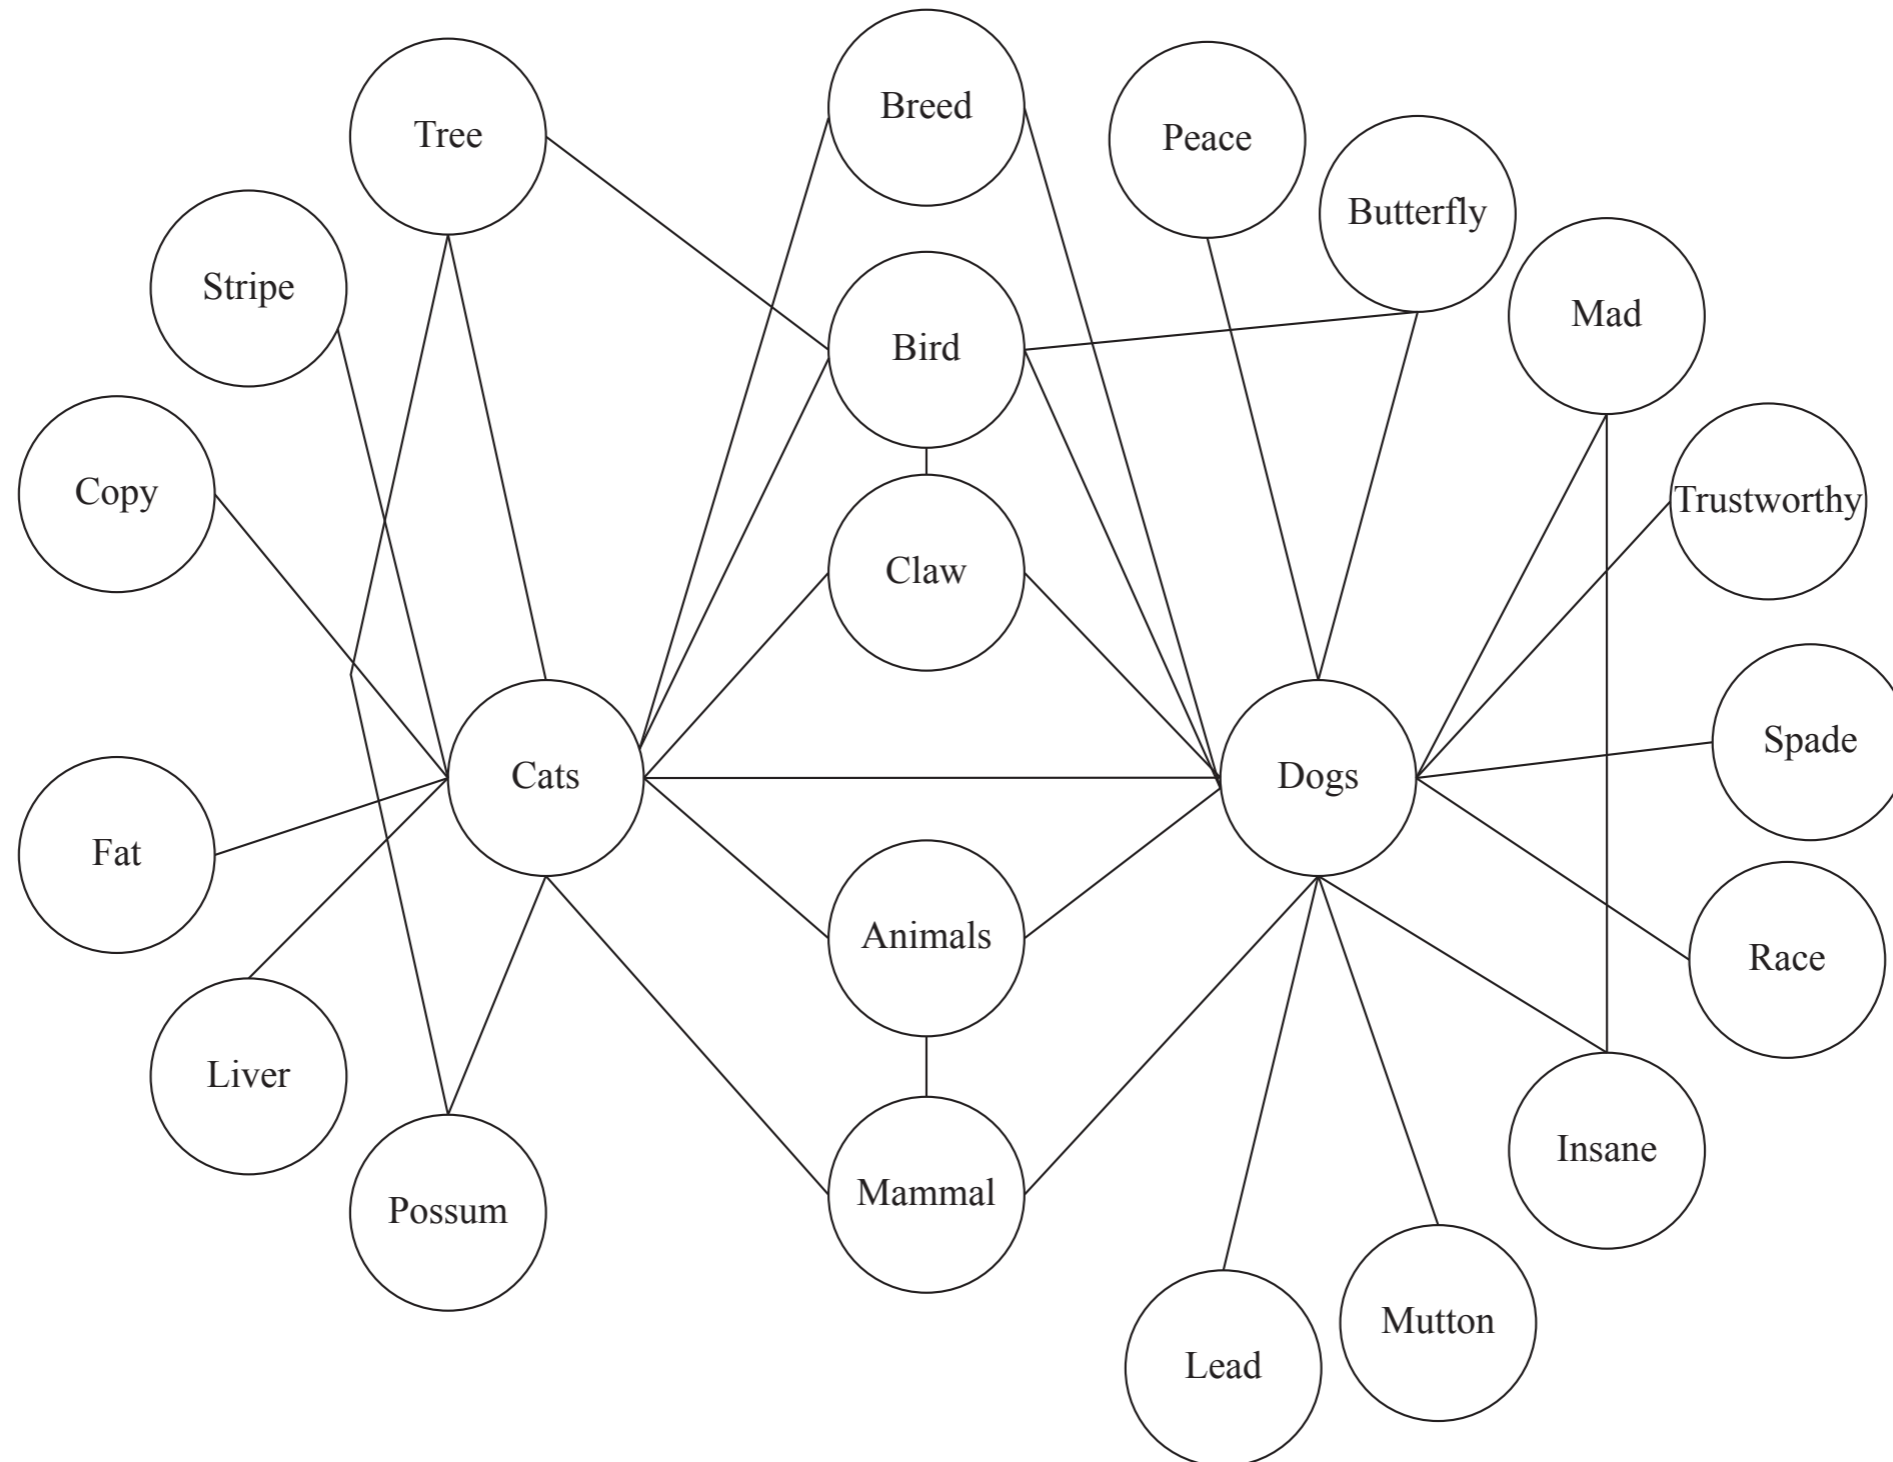 Breed
Tree
Peace
Butterfly
Stripe
Mad
Bird
Copy
Trustworthy
Claw
Spade
Cats
Dogs
Fat
Animals
Race
Liver
Insane
Mammal
Possum
Mutton
Lead